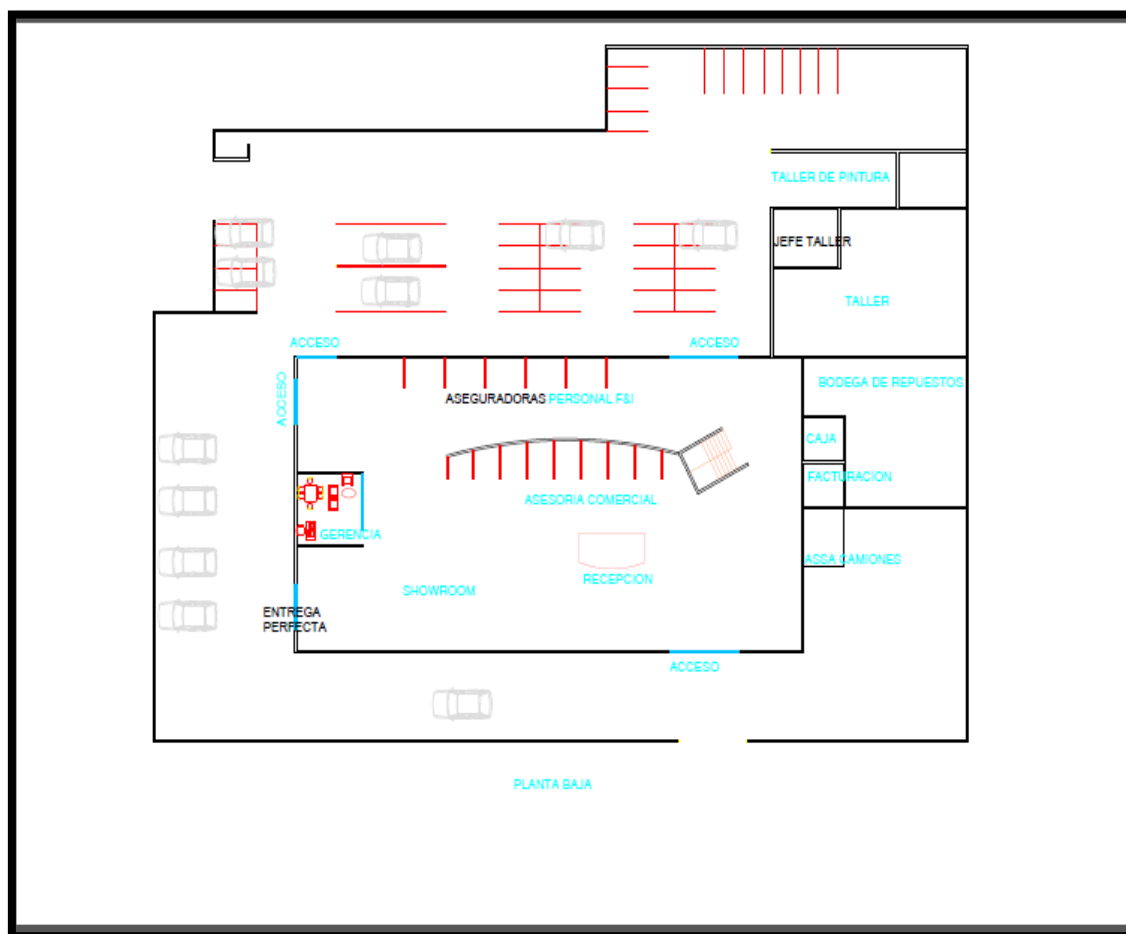 TALLER DE PINTURA
JEFE TALLER
TALLER
ACCESO
ACCESO
ACCESO
BODEGA DE REPUESTOS
ASEGURADORAS PERSONAL F&I
CAJA
FACTURACION
ASESORIA COMERCIAL
GERENCIA
ASSA CAMIONES
RECEPCION
SHOWROOM
ENTREGA
PERFECTA
ACCESO
PLANTA BAJA